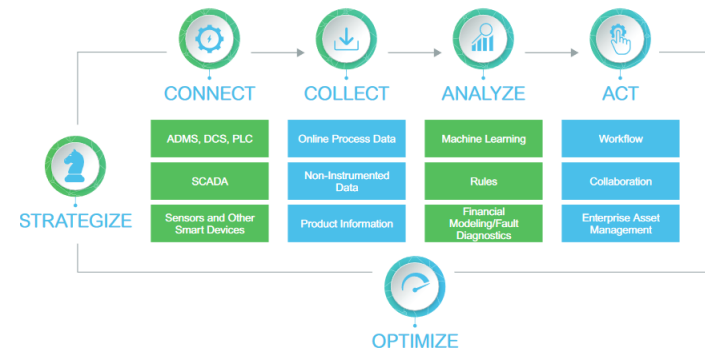 CONNECT
COLLECT
ANALYZE
ACT
ADMS, DCS, PLC
Online Process Data
Machine Learning
Workflow
SCADA
Non-Instrumented
Data
Rules
Collaboration
STRATEGIZE
Sensors and Other
Smart Devices
Product Information
Financial
Modeling/Fault
Diagnostics
Enterprise Asset
Management
OPTIMIZE